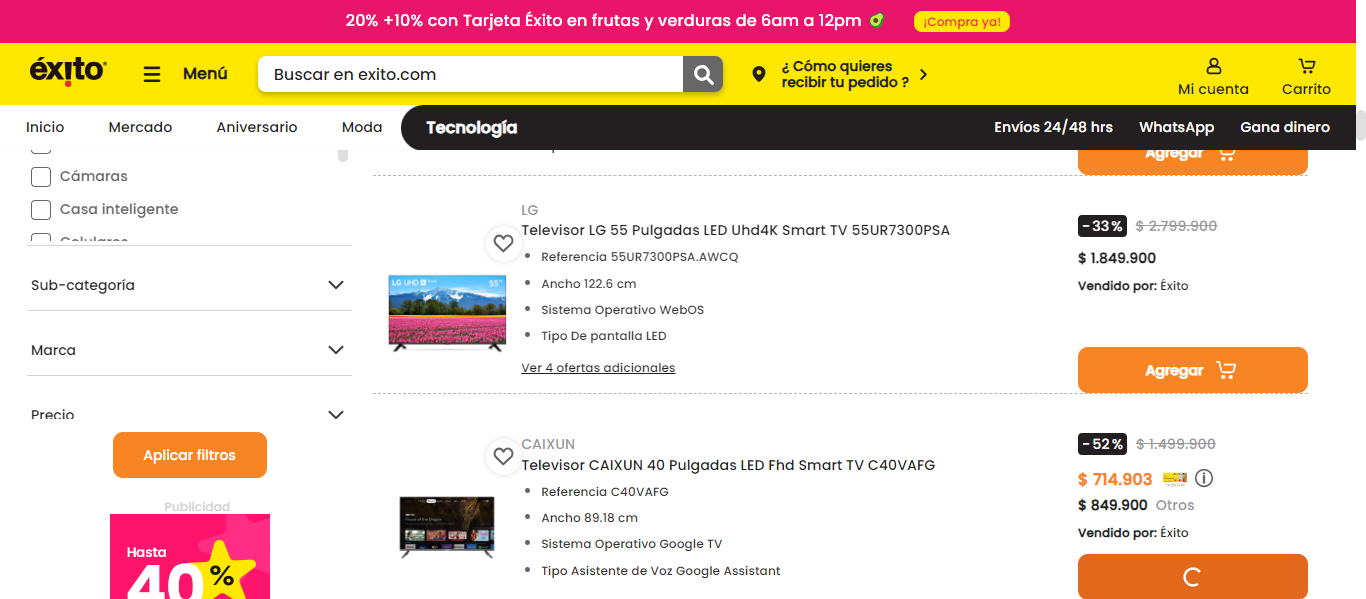 20% +10% con Tarjeta Éxito en frutas y verduras de 6am a 12pm
¡Compra ya!
éxito
Menú
Buscar en exito.com
¿ Cómo quieres
recibir tu pedido ?
Mi cuenta
Carrito
Inicio
Mercado
Aniversario
Moda
Tecnología
Envíos 24/48 hrs
WhatsApp
Gana dinero
Cámaras
Casa inteligente
Celulares
Sub-categoría
Marca
Precio
Aplicar filtros
Publicidad
Hasta
40 %
Agregar
LG
Televisor LG 55 Pulgadas LED Uhd4K Smart TV 55UR7300PSA
Referencia 55UR7300PSA.AWCQ
Ancho 122.6 cm
Sistema Operativo WebOS
Tipo De pantalla LED
Ver 4 ofertas adicionales
LG UHD
55"
- 33 % $ 2.799.900
$ 1.849.900
Vendido por: Éxito
Agregar
CAIXUN
Televisor CAIXUN 40 Pulgadas LED Fhd Smart TV C40VAFG
Referencia C40VAFG
Ancho 89.18 cm
Sistema Operativo Google TV
Tipo Asistente de Voz Google Assistant
- 52 % $ 1.499.900
$ 714.903
$ 849.900 Otros
Vendido por: Éxito